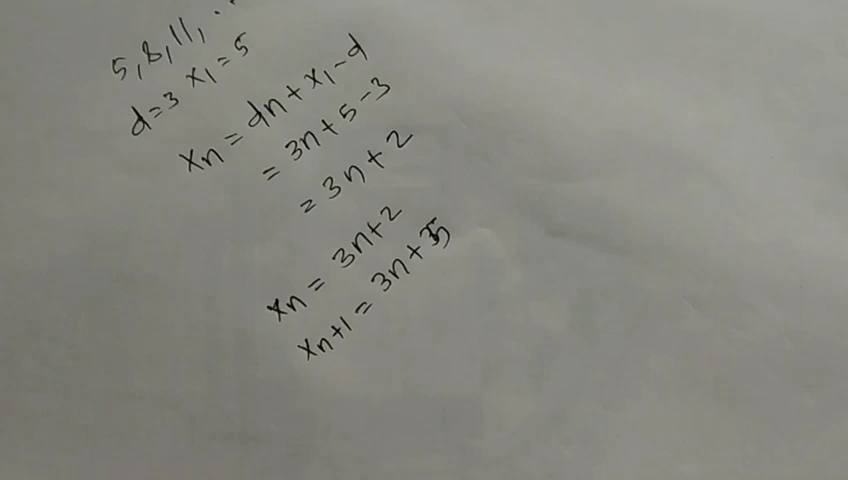 5, 8, 11, ...
d = 3 x₁ = 5
xn = dn + x₁ - d
= 3n + 5 - 3
= 3n + 2
xn = 3n + 2
xn+1 = 3n + 5